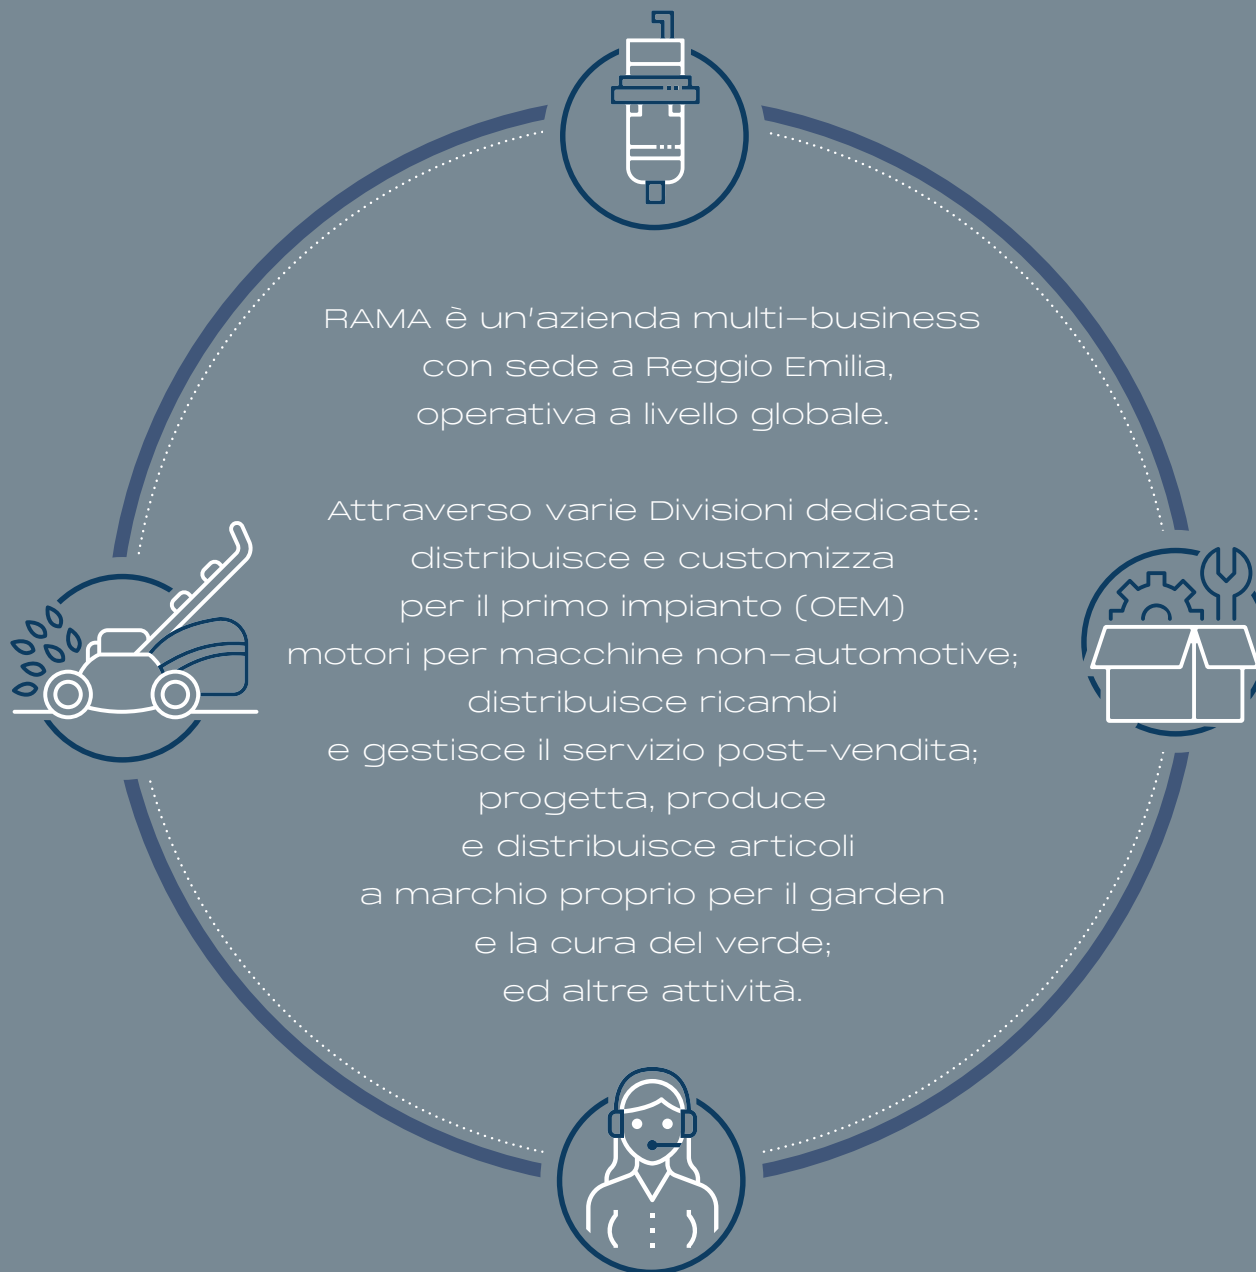 RAMA è un'azienda multi-business
con sede a Reggio Emilia,
operativa a livello globale.
Attraverso varie Divisioni dedicate:
distribuisce e customizza
per il primo impianto (OEM)
motori per macchine non-automotive;
distribuisce ricambi
e gestisce il servizio post-vendita;
progetta, produce
e distribuisce articoli
a marchio proprio per il garden
e la cura del verde;
ed altre attività.